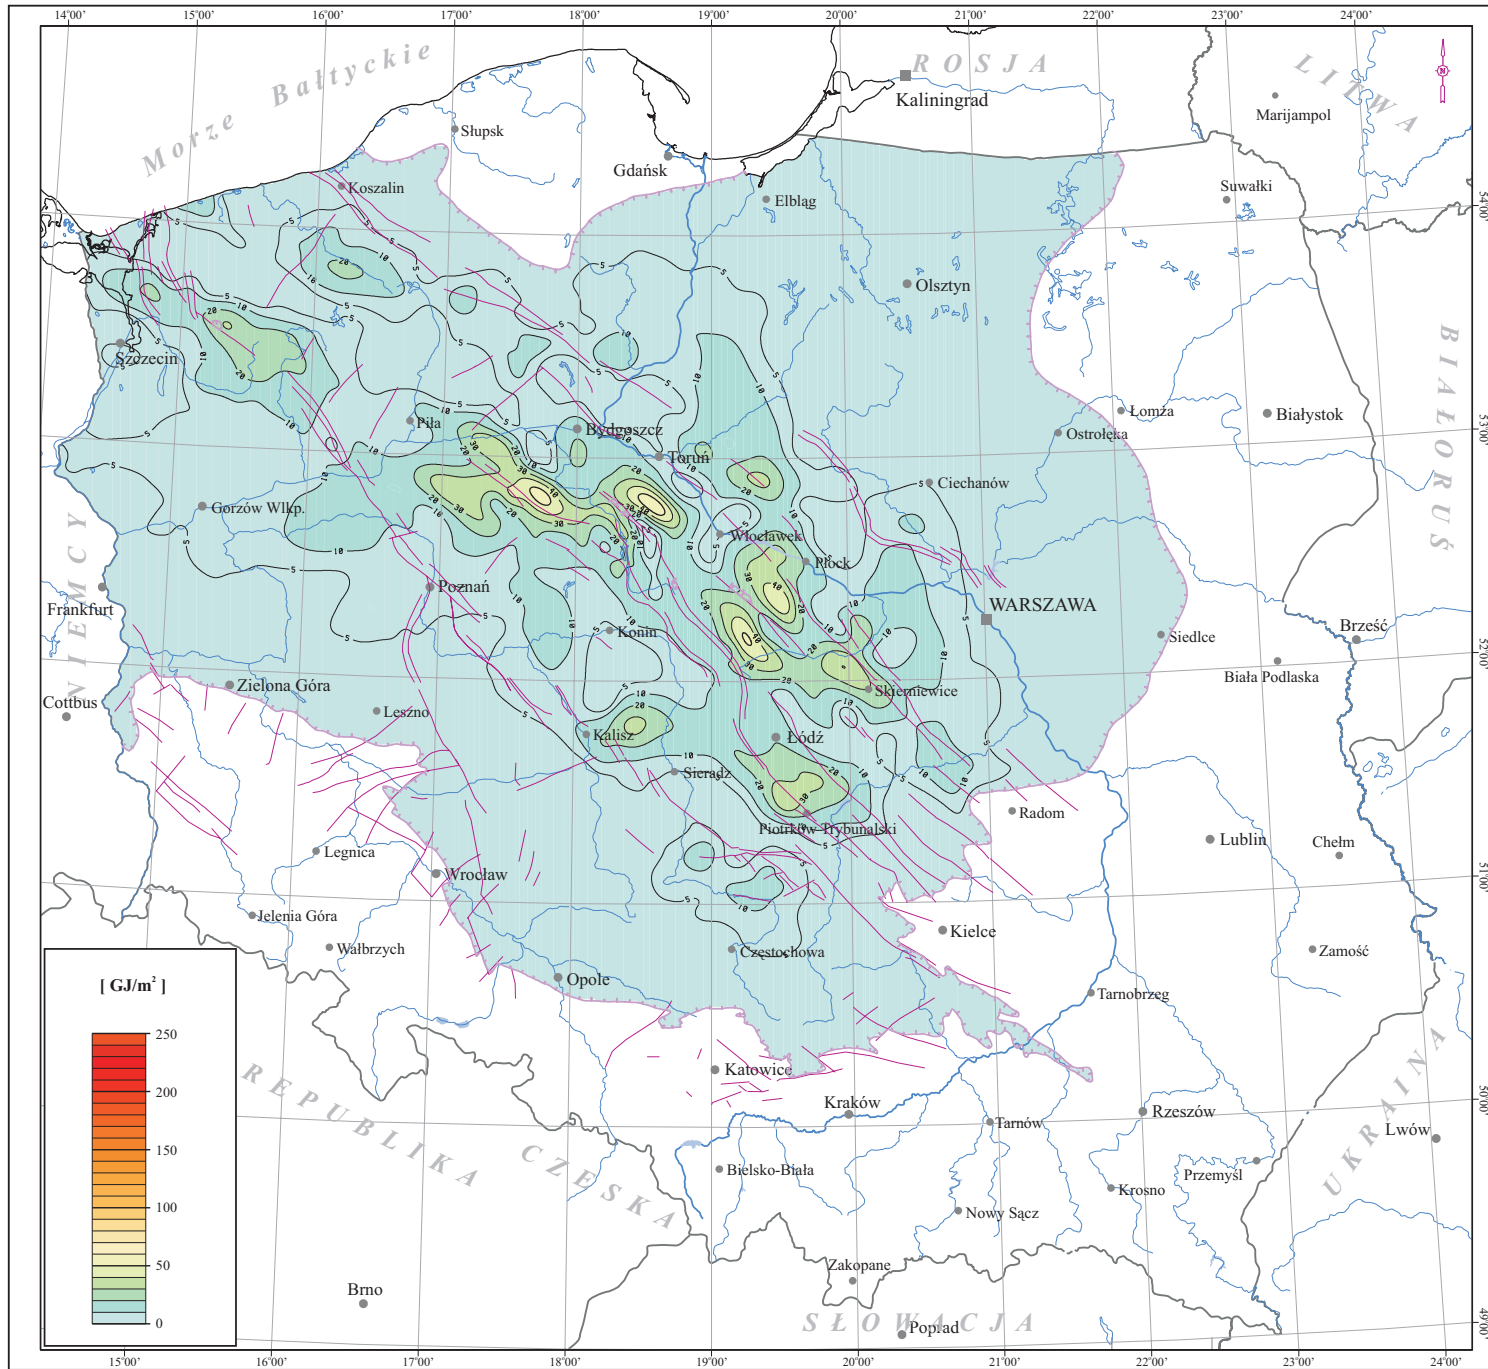 14°00' 15°00' 16°00' 17°00' 18°00' 19°00' 20°00' 21°00' 22°00' 23°00' 24°00'
Morze Bałtyckie
ROSJA
LITWA
Kaliningrad
Marijampol
N
Słupsk
Gdańsk
Koszalin
Elbląg
Suwałki
54°00'
Olsztyn
BIAŁORUŚ
Szczecin
Piła
Bydgoszcz
Toruń
Łomża
Białystok
Ostrołęka
53°00'
Gorzów Wlkp.
Ciechanów
Włocławek
Płock
NIEMCY
Frankfurt
Poznań
WARSZAWA
Konin
Siedlce
Brześć
52°00'
Biała Podlaska
Zielona Góra
Cottbus
Leszno
Skierniewice
Kalisz
Łódź
Sieradz
Radom
Piotrków Trybunalski
Lublin
Chełm
Legnica
Wrocław
51°00'
Jelenia Góra
Wałbrzych
Kielce
Częstochowa
Zamość
Opole
Tarnobrzeg
[ GJ/m² ]
250
200
150
100
50
0
REPUBLIKA CZESKA
Katowice
Kraków
Tarnów
Rzeszów
50°00'
Lwów
UKRAINA
Bielsko-Biała
Przemyśl
Krosno
Nowy Sącz
Zakopane
Brno
SŁOWACJA
Poprad
49°00'
15°00' 16°00' 17°00' 18°00' 19°00' 20°00' 21°00' 22°00' 23°00' 24°00'